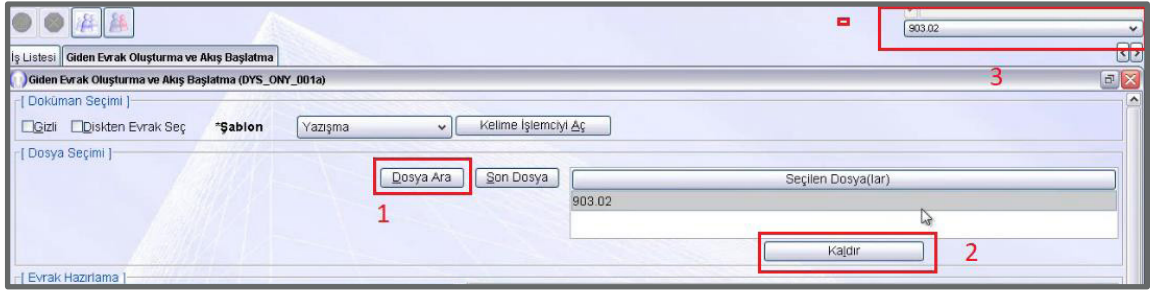 903.02
İş Listesi Giden Evrak Oluşturma ve Akış Başlatma
3
Giden Evrak Oluşturma ve Akış Başlatma (DYS_ONY_001a)
[ Doküman Seçimi ]
Gizli Diskten Evrak Seç *Şablon Yazışma Kelime İşlemciyi Aç
[ Dosya Seçimi ]
Dosya Ara Son Dosya Seçilen Dosya(lar)
1
903.02
Kaldır 2
[ Evrak Hazırlama ]